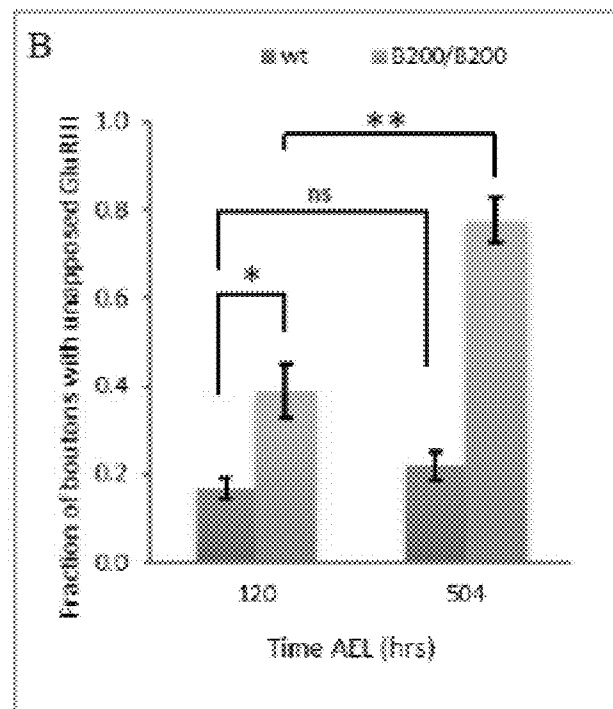 B
wt B200/B200
Fraction of boutons with unapposed GluRIII
1.0
0.8
0.6
0.4
0.2
0.0
**
ns
*
120 504
Time AEL (hrs)